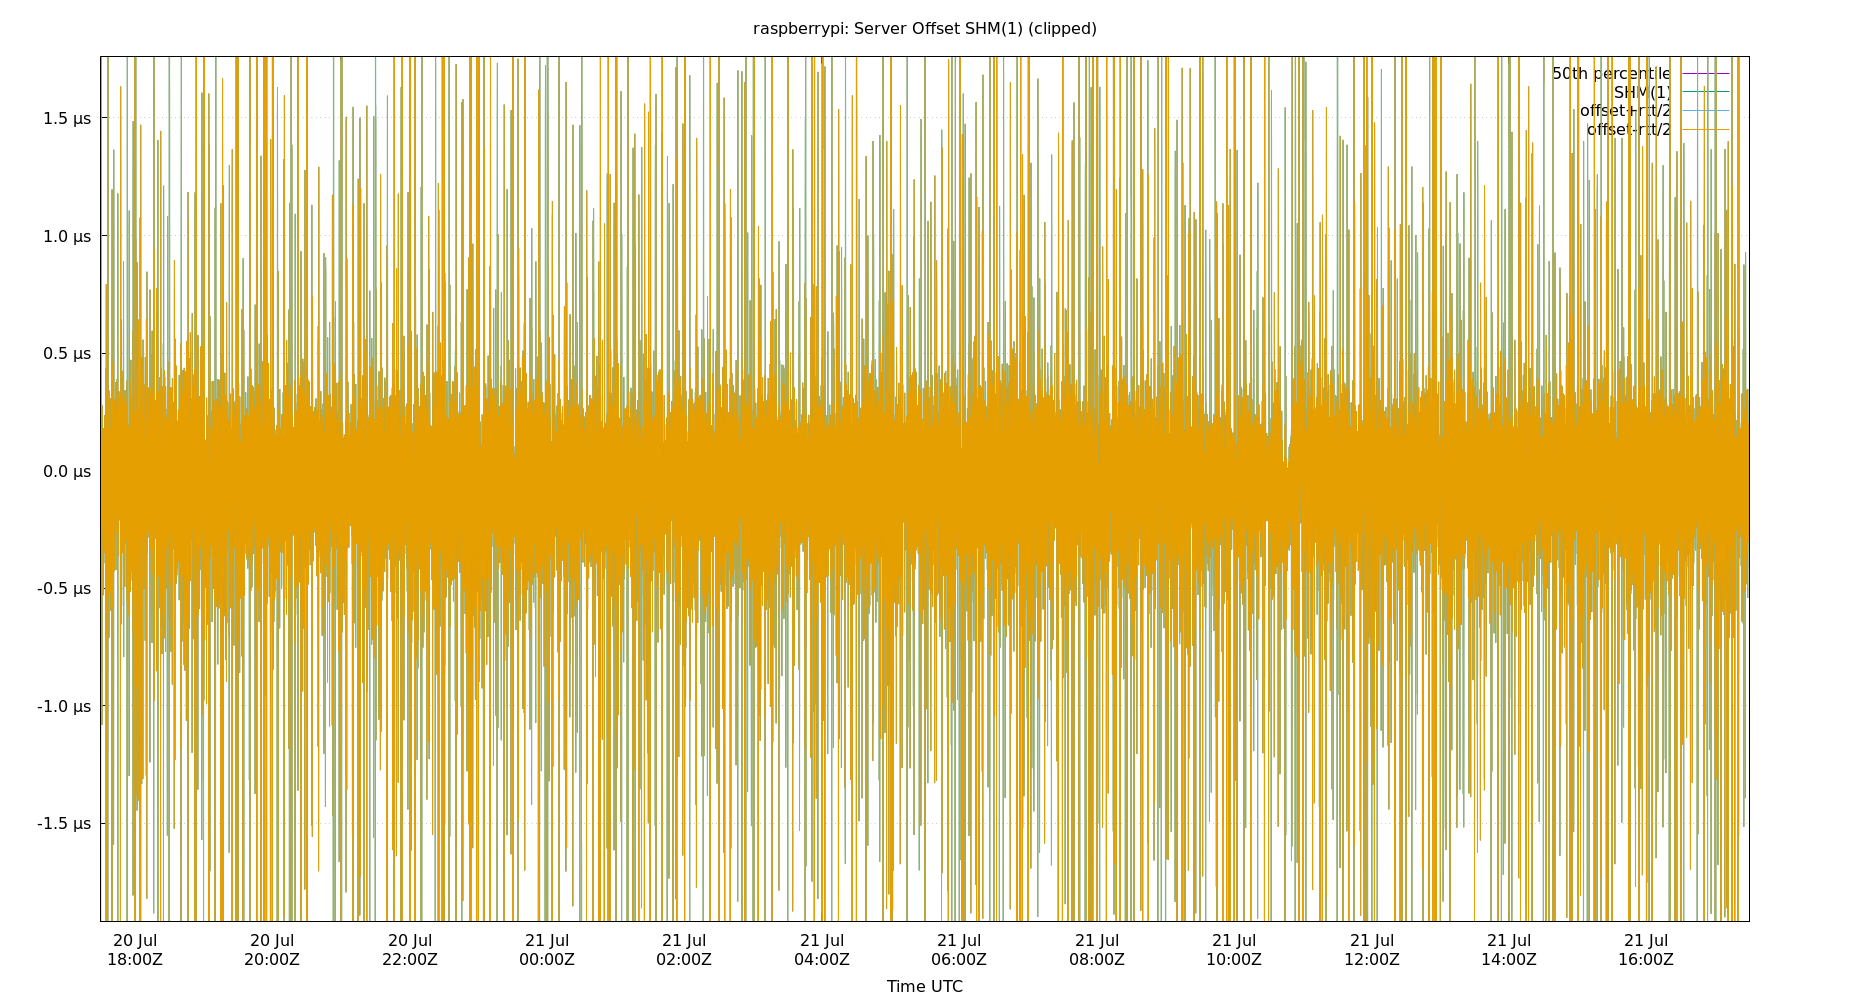 raspberrypi: Server Offset SHM(1) (clipped)
50th percentile
SHM(1)
offset+rtt/2
offset-rtt/2
1.5 µs
1.0 µs
0.5 µs
0.0 µs
-0.5 µs
-1.0 µs
-1.5 µs
20 Jul 20 Jul 20 Jul 21 Jul 21 Jul 21 Jul 21 Jul 21 Jul 21 Jul 21 Jul 21 Jul 21 Jul
18:00Z 20:00Z 22:00Z 00:00Z 02:00Z 04:00Z 06:00Z 08:00Z 10:00Z 12:00Z 14:00Z 16:00Z
Time UTC